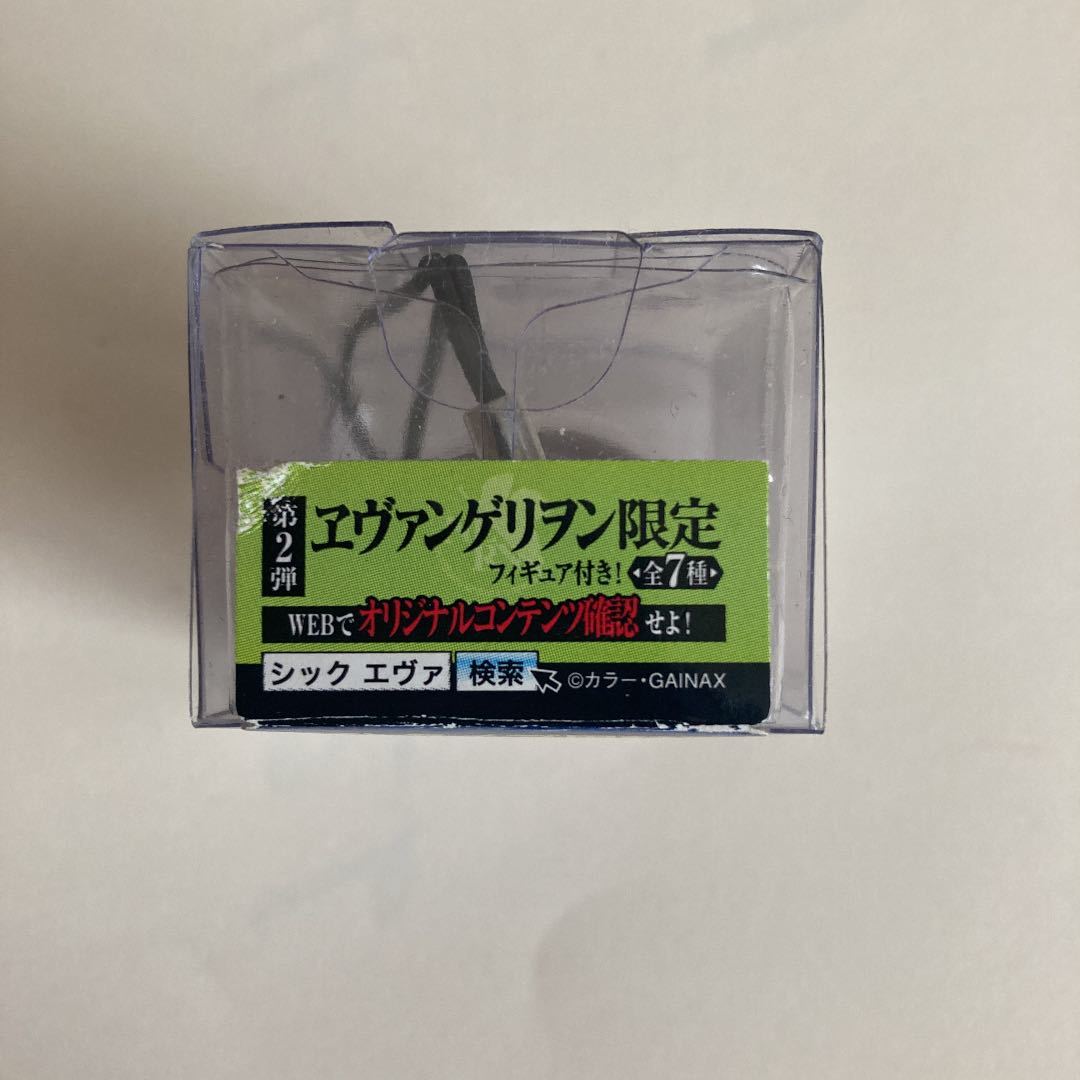 第2弾
ヱヴァンゲリヲン限定
フィギュア付き! 全7種
WEBでオリジナルコンテンツ確認せよ!
シック エヴァ 検索
©カラー・GAINAX